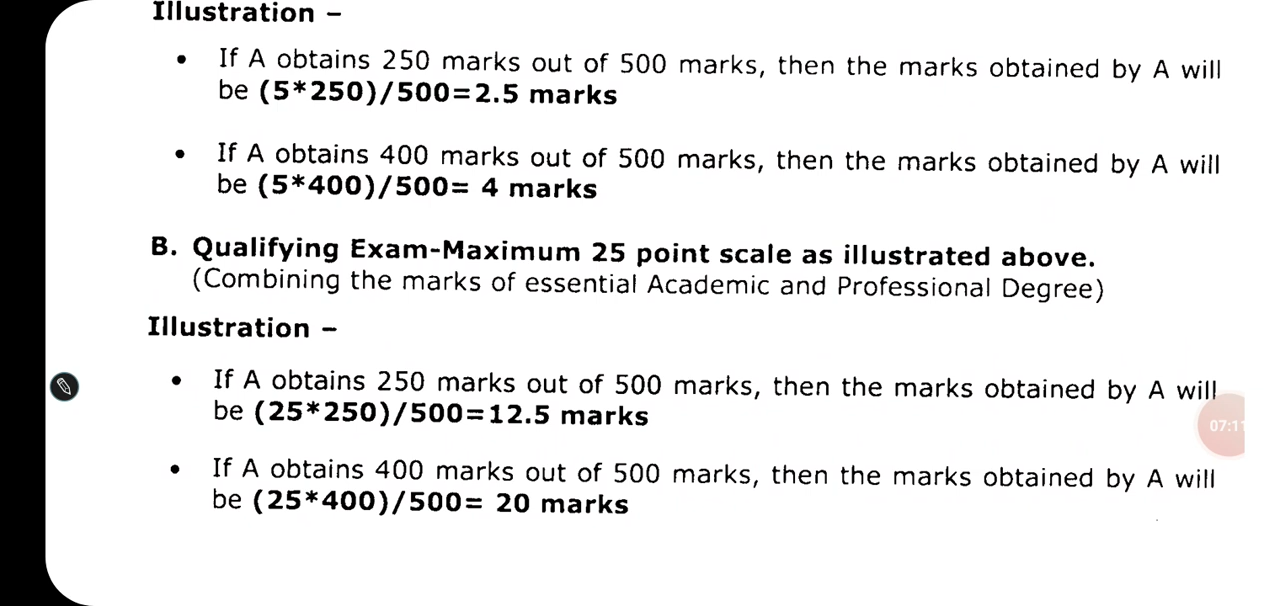 Illustration –
• If A obtains 250 marks out of 500 marks, then the marks obtained by A will
be (5*250)/500=2.5 marks
• If A obtains 400 marks out of 500 marks, then the marks obtained by A will
be (5*400)/500= 4 marks
B. Qualifying Exam-Maximum 25 point scale as illustrated above.
(Combining the marks of essential Academic and Professional Degree)
Illustration –
• If A obtains 250 marks out of 500 marks, then the marks obtained by A will
be (25*250)/500=12.5 marks
07:11
• If A obtains 400 marks out of 500 marks, then the marks obtained by A will
be (25*400)/500= 20 marks